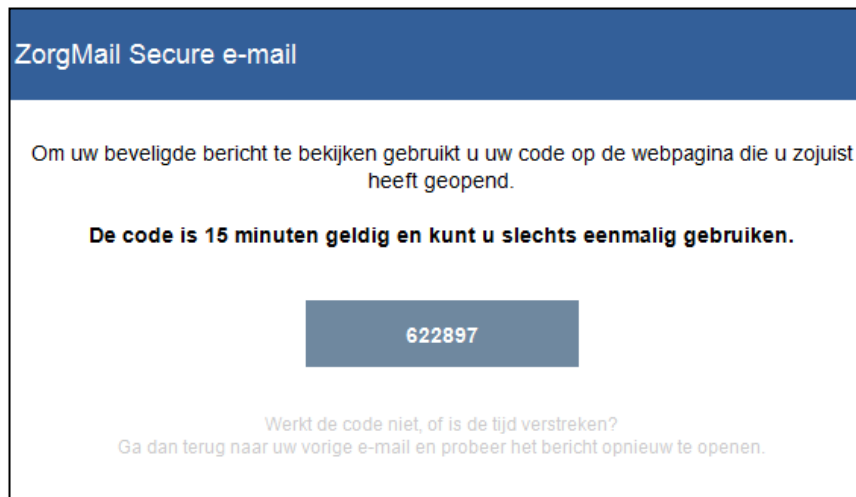 ZorgMail Secure e-mail
Om uw beveligde bericht te bekijken gebruikt u uw code op de webpagina die u zojuist
heeft geopend.
De code is 15 minuten geldig en kunt u slechts eenmalig gebruiken.
622897
Werkt de code niet, of is de tijd verstreken?
Ga dan terug naar uw vorige e-mail en probeer het bericht opnieuw te openen.